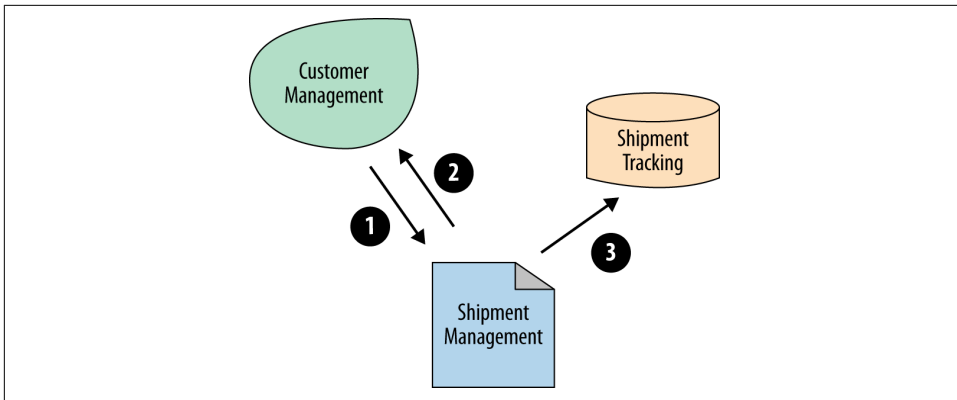 Customer
Management
Shipment
Tracking
2
1
3
Shipment
Management